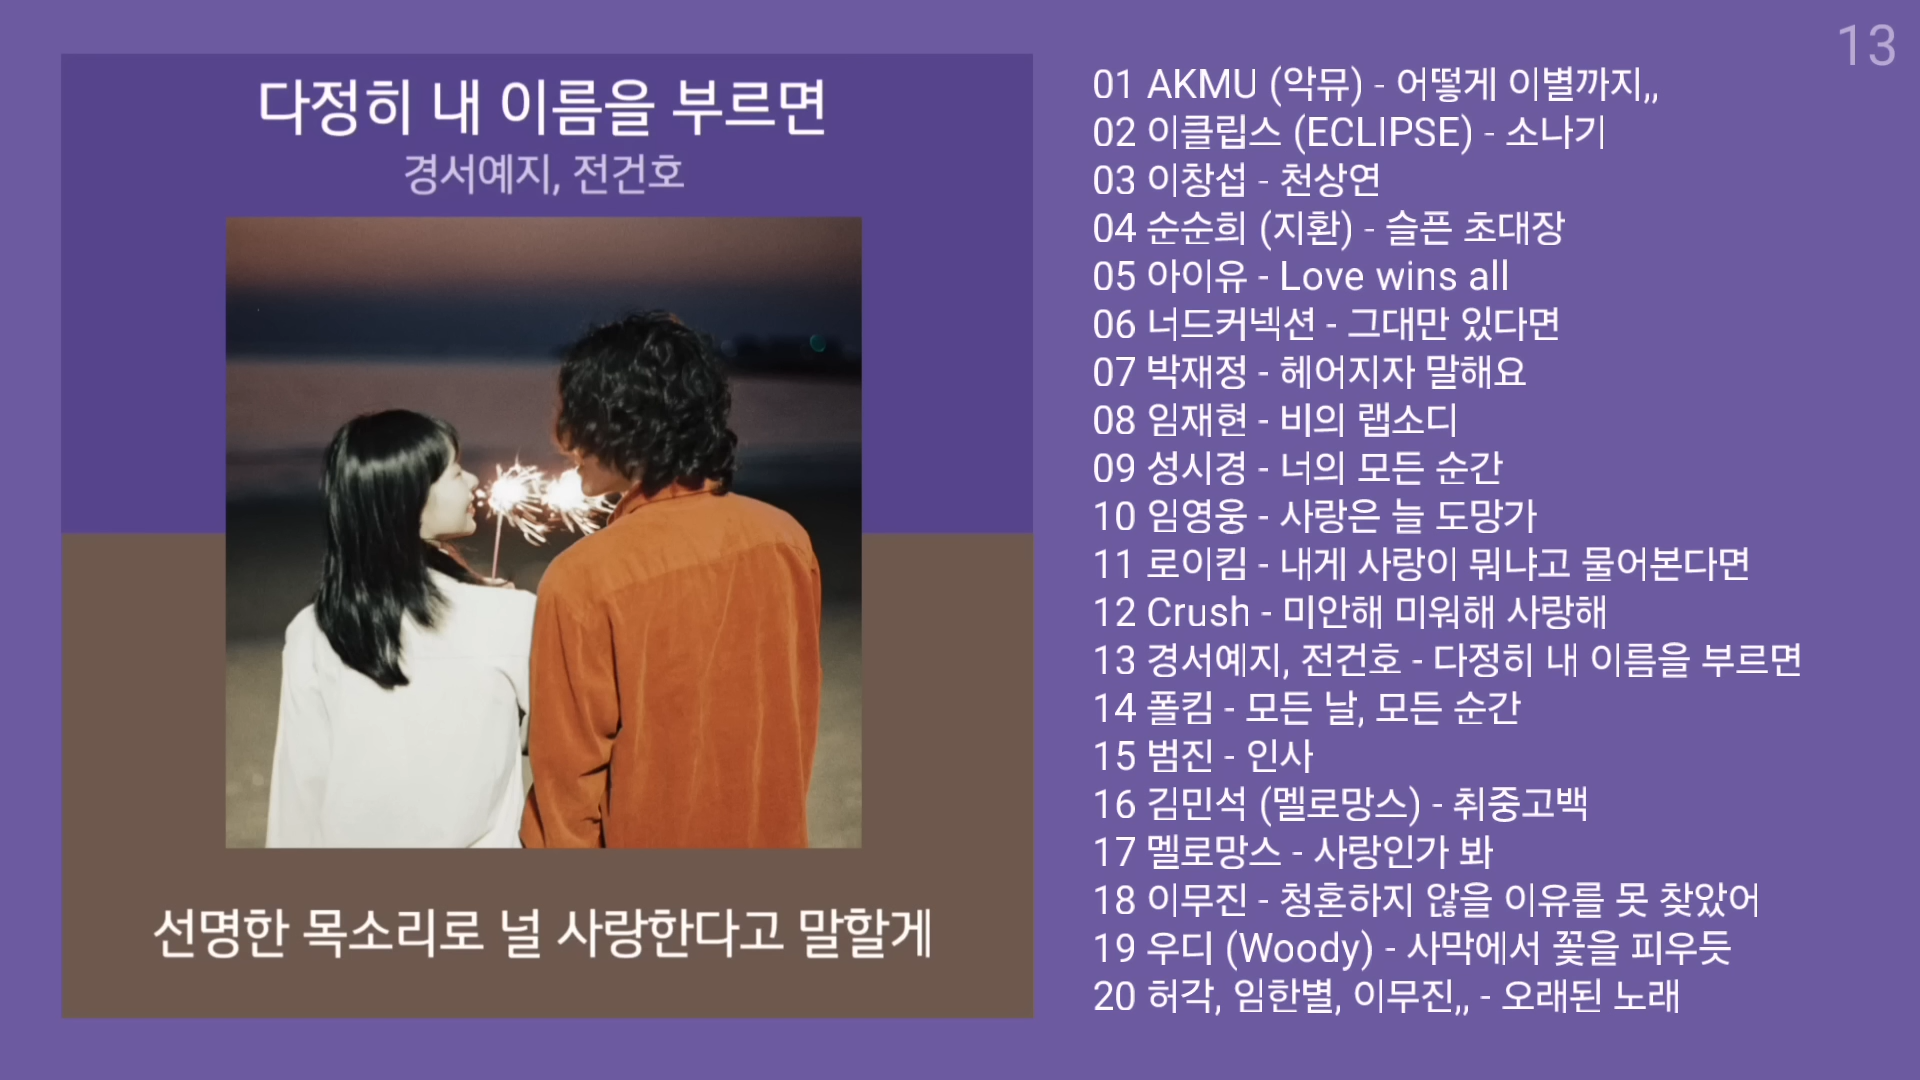 13
다정히 내 이름을 부르면
경서예지, 전건호
선명한 목소리로 널 사랑한다고 말할게
01 AKMU (악뮤) - 어떻게 이별까지,,
02 이클립스 (ECLIPSE) - 소나기
03 이창섭 - 천상연
04 순순희 (지환) - 슬픈 초대장
05 아이유 - Love wins all
06 너드커넥션 - 그대만 있다면
07 박재정 - 헤어지자 말해요
08 임재현 - 비의 랩소디
09 성시경 - 너의 모든 순간
10 임영웅 - 사랑은 늘 도망가
11 로이킴 - 내게 사랑이 뭐냐고 물어본다면
12 Crush - 미안해 미워해 사랑해
13 경서예지, 전건호 - 다정히 내 이름을 부르면
14 폴킴 - 모든 날, 모든 순간
15 범진 - 인사
16 김민석 (멜로망스) - 취중고백
17 멜로망스 - 사랑인가 봐
18 이무진 - 청혼하지 않을 이유를 못 찾았어
19 우디 (Woody) - 사막에서 꽃을 피우듯
20 허각, 임한별, 이무진,, - 오래된 노래